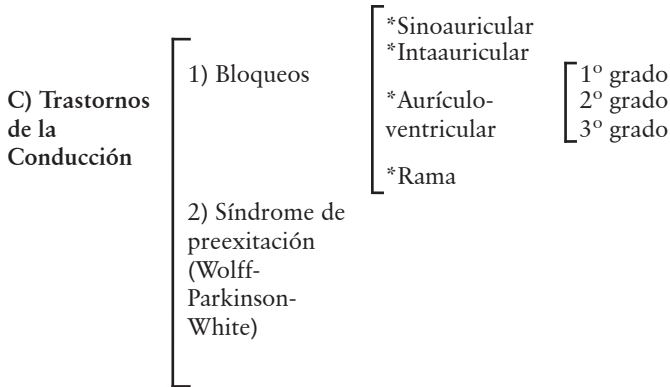 C) Trastornos
de la
Conducción
1) Bloqueos
*Sinoauricular
*Intaauricular
*Aurículo-
ventricular
1º grado
2º grado
3º grado
*Rama
2) Síndrome de
preexitación
(Wolff-
Parkinson-
White)